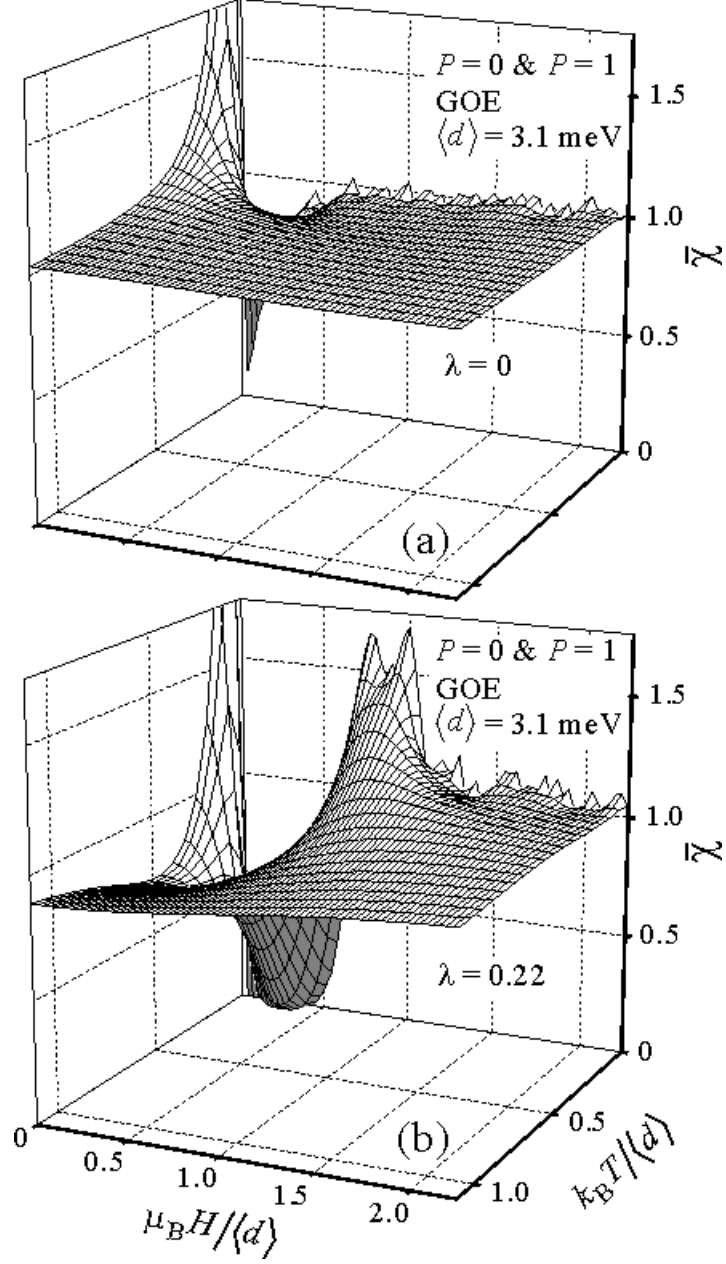 P = 0 & P = 1
GOE
⟨d⟩ = 3.1 meV
1.5
1.0
χ̄
0.5
λ = 0
0
(a)
P = 0 & P = 1
GOE
⟨d⟩ = 3.1 meV
1.5
1.0
χ̄
0.5
λ = 0.22
0
(b)
0
0.5
1.0
1.5
2.0
μ_B H/⟨d⟩
0.5
1.0
k_B T/⟨d⟩